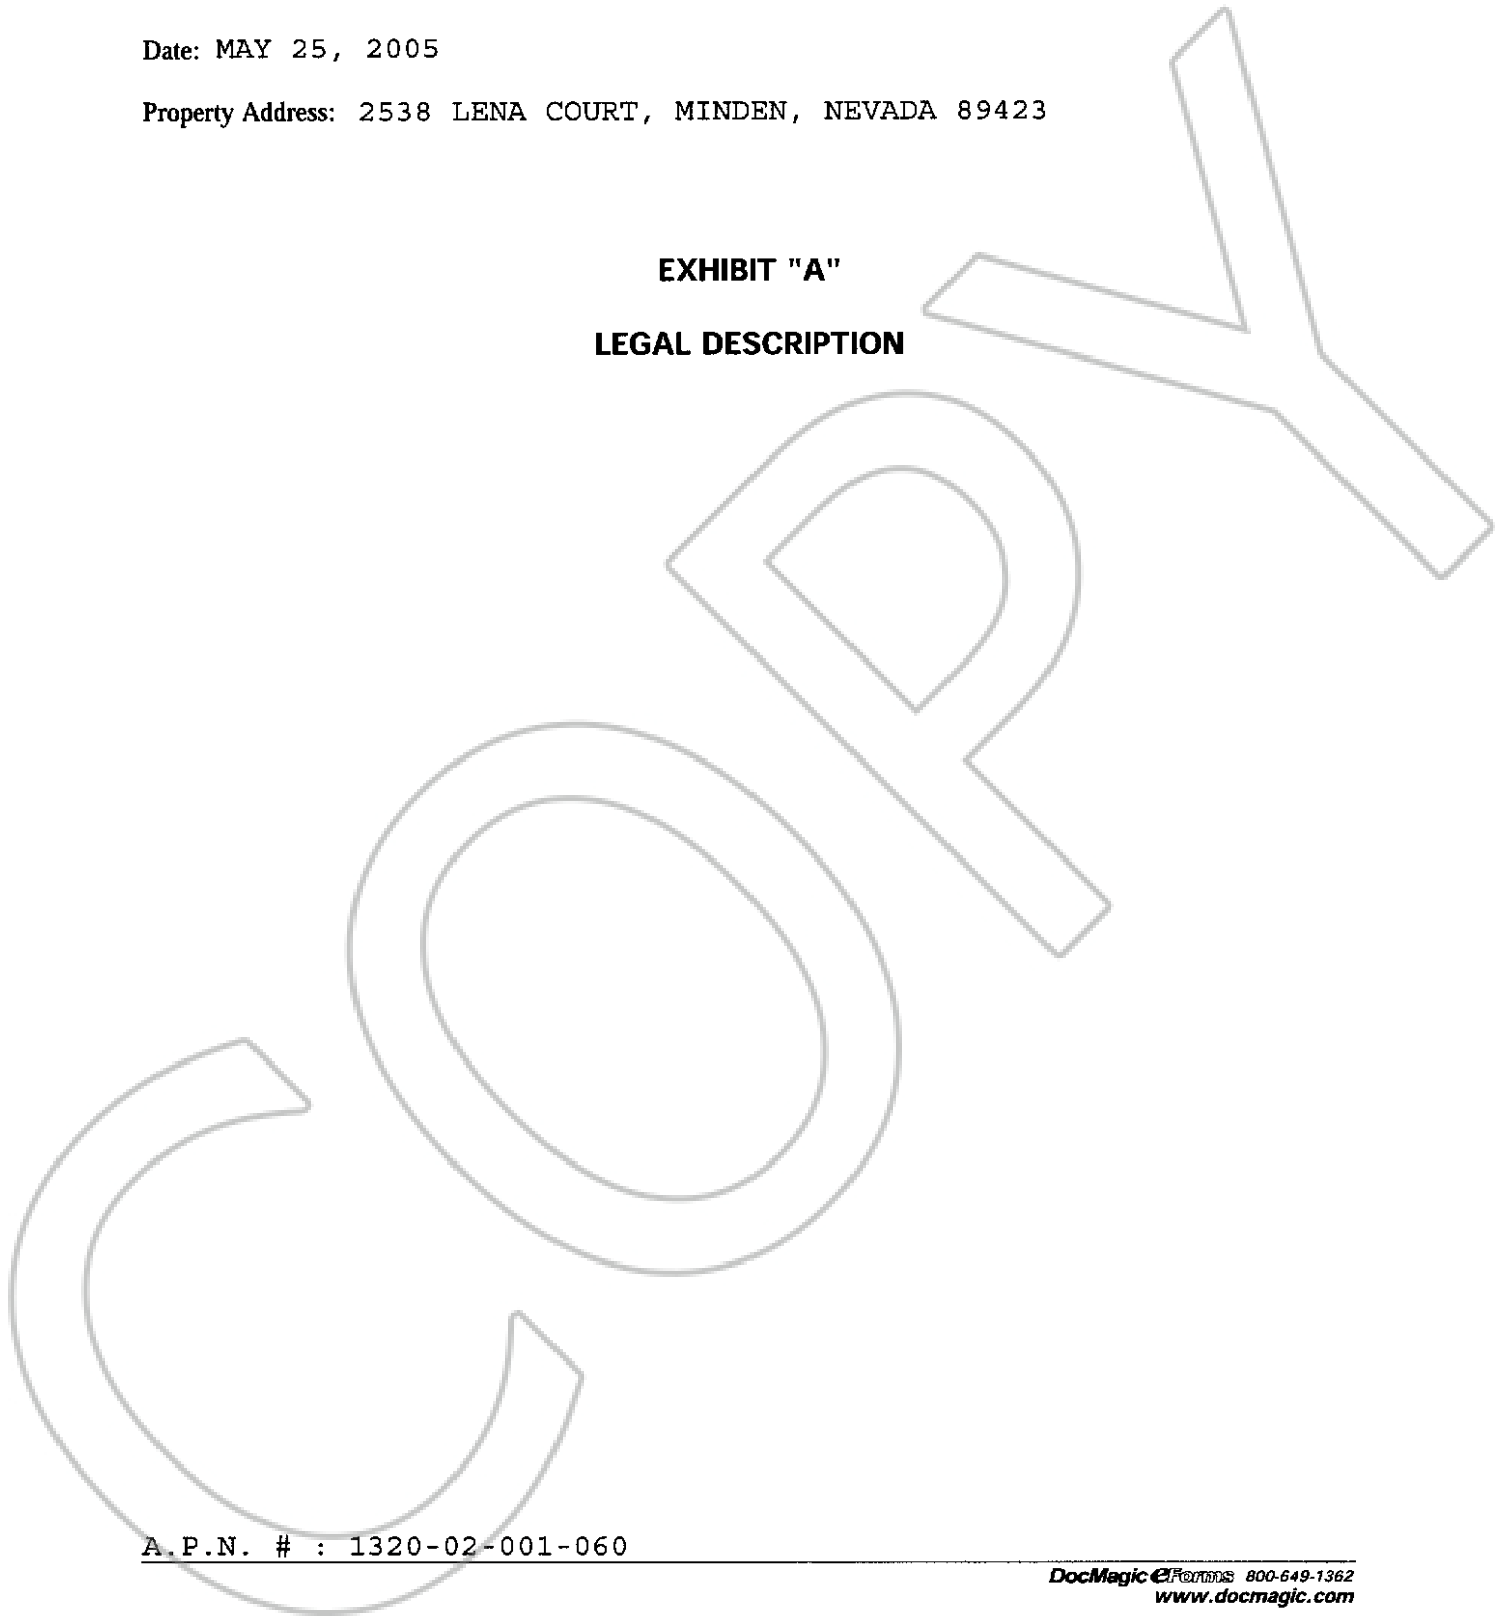 Date: MAY 25, 2005
Property Address: 2538 LENA COURT, MINDEN, NEVADA 89423
EXHIBIT "A"
LEGAL DESCRIPTION
COPY
A.P.N. # : 1320-02-001-060
DocMagic eForms 800-649-1362
www.docmagic.com